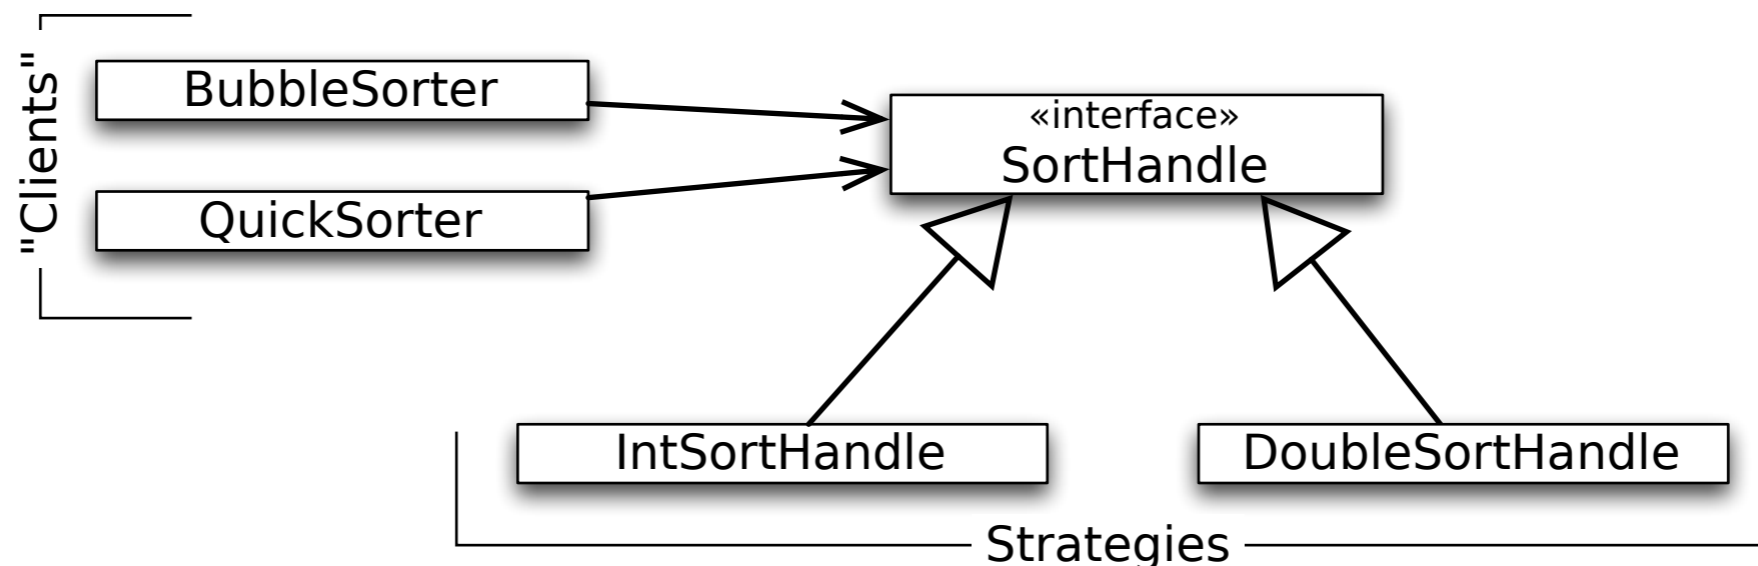 "Clients"
BubbleSorter
QuickSorter
«interface»
SortHandle
IntSortHandle
DoubleSortHandle
Strategies